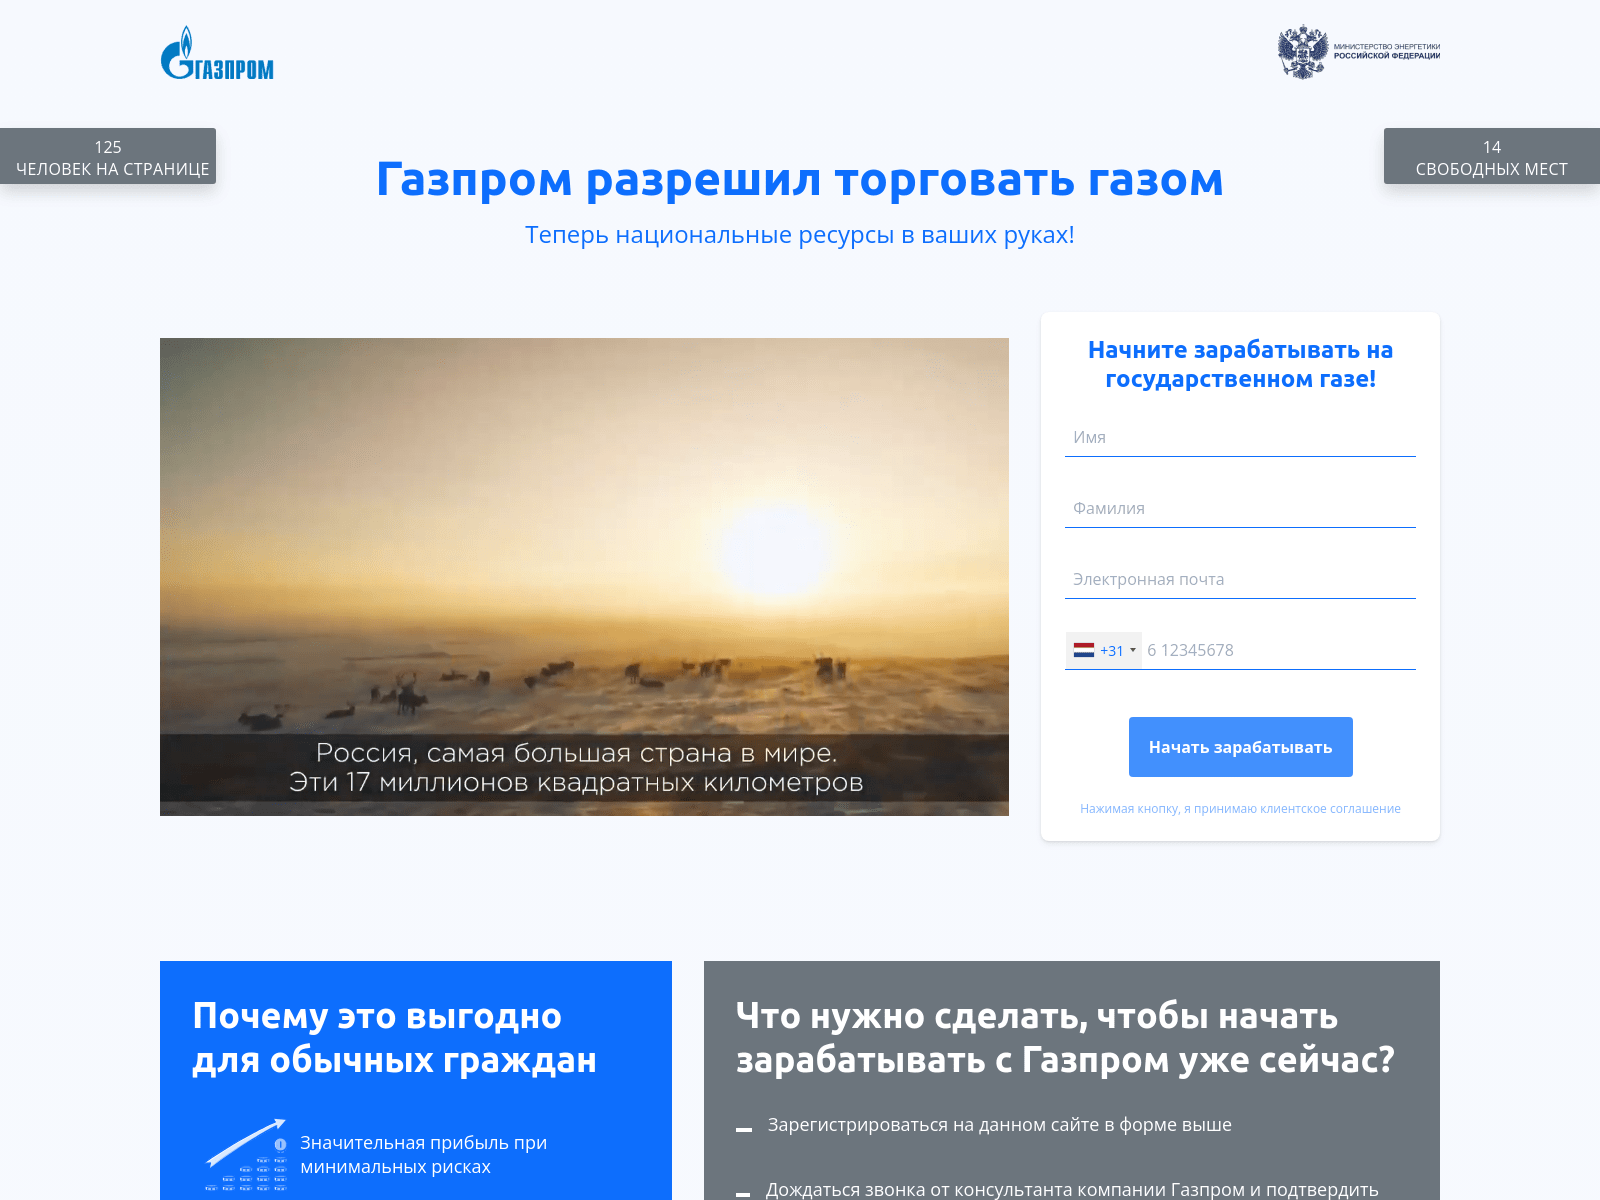 ГАЗПРОМ
МИНИСТЕРСТВО ЭНЕРГЕТИКИ
РОССИЙСКОЙ ФЕДЕРАЦИИ
125
ЧЕЛОВЕК НА СТРАНИЦЕ
14
СВОБОДНЫХ МЕСТ
Газпром разрешил торговать газом
Теперь национальные ресурсы в ваших руках!
Россия, самая большая страна в мире.
Эти 17 миллионов квадратных километров
Начните зарабатывать на
государственном газе!
Имя
Фамилия
Электронная почта
+31 6 12345678
Начать зарабатывать
Нажимая кнопку, я принимаю клиентское соглашение
Почему это выгодно
для обычных граждан
Значительная прибыль при
минимальных рисках
Что нужно сделать, чтобы начать
зарабатывать с Газпром уже сейчас?
Зарегистрироваться на данном сайте в форме выше
Дождаться звонка от консультанта компании Газпром и подтвердить